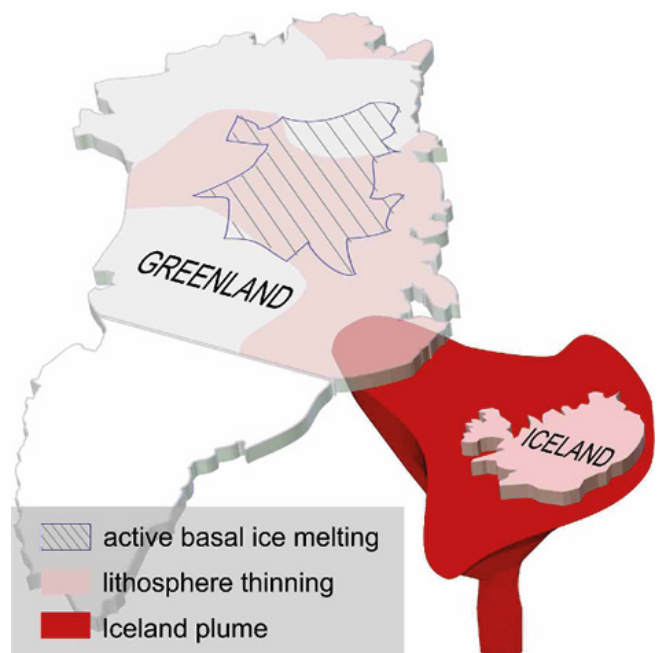 GREENLAND
ICELAND
active basal ice melting
lithosphere thinning
Iceland plume